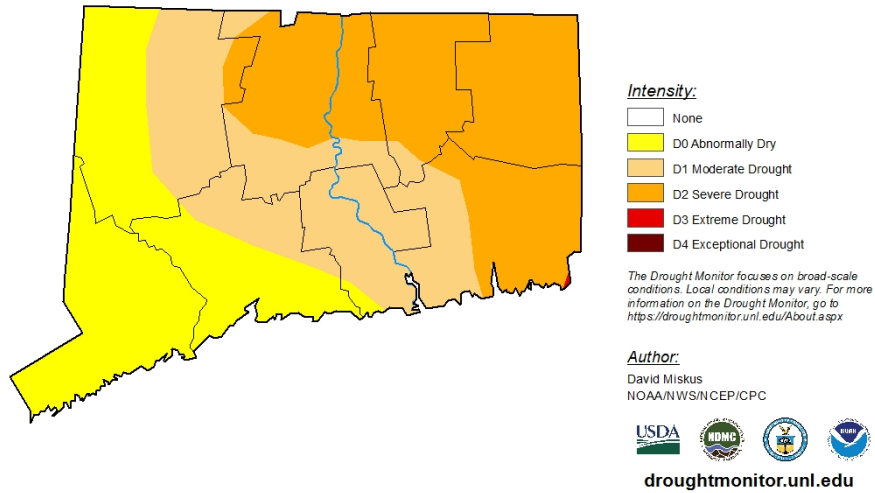 Intensity:
None
D0 Abnormally Dry
D1 Moderate Drought
D2 Severe Drought
D3 Extreme Drought
D4 Exceptional Drought
The Drought Monitor focuses on broad-scale
conditions. Local conditions may vary. For more
information on the Drought Monitor, go to
https://droughtmonitor.unl.edu/About.aspx
Author:
David Miskus
NOAA/NWS/NCEP/CPC
USDA
NDMC
NOAA
droughtmonitor.unl.edu